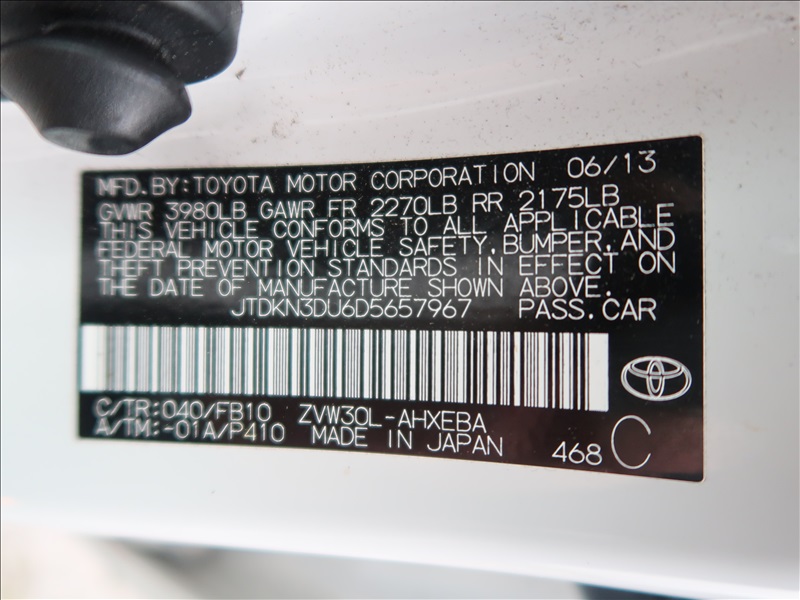 MFD.BY:TOYOTA MOTOR CORPORATION 06/13
GVWR 3980LB GAWR FR 2270LB RR 2175LB
THIS VEHICLE CONFORMS TO ALL APPLICABLE
FEDERAL MOTOR VEHICLE SAFETY,BUMPER,AND
THEFT PREVENTION STANDARDS IN EFFECT ON
THE DATE OF MANUFACTURE SHOWN ABOVE.
JTDKN3DU6D5657967 PASS.CAR
C/TR:040/FB10 ZVW30L-AHXEBA
A/TM:-01A/P410 MADE IN JAPAN 468 C